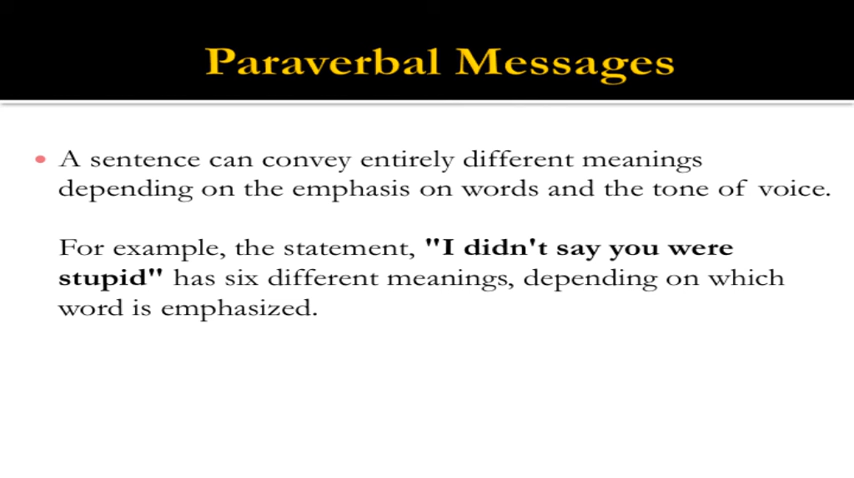 Paraverbal Messages
• A sentence can convey entirely different meanings
depending on the emphasis on words and the tone of voice.
For example, the statement, "I didn't say you were
stupid" has six different meanings, depending on which
word is emphasized.